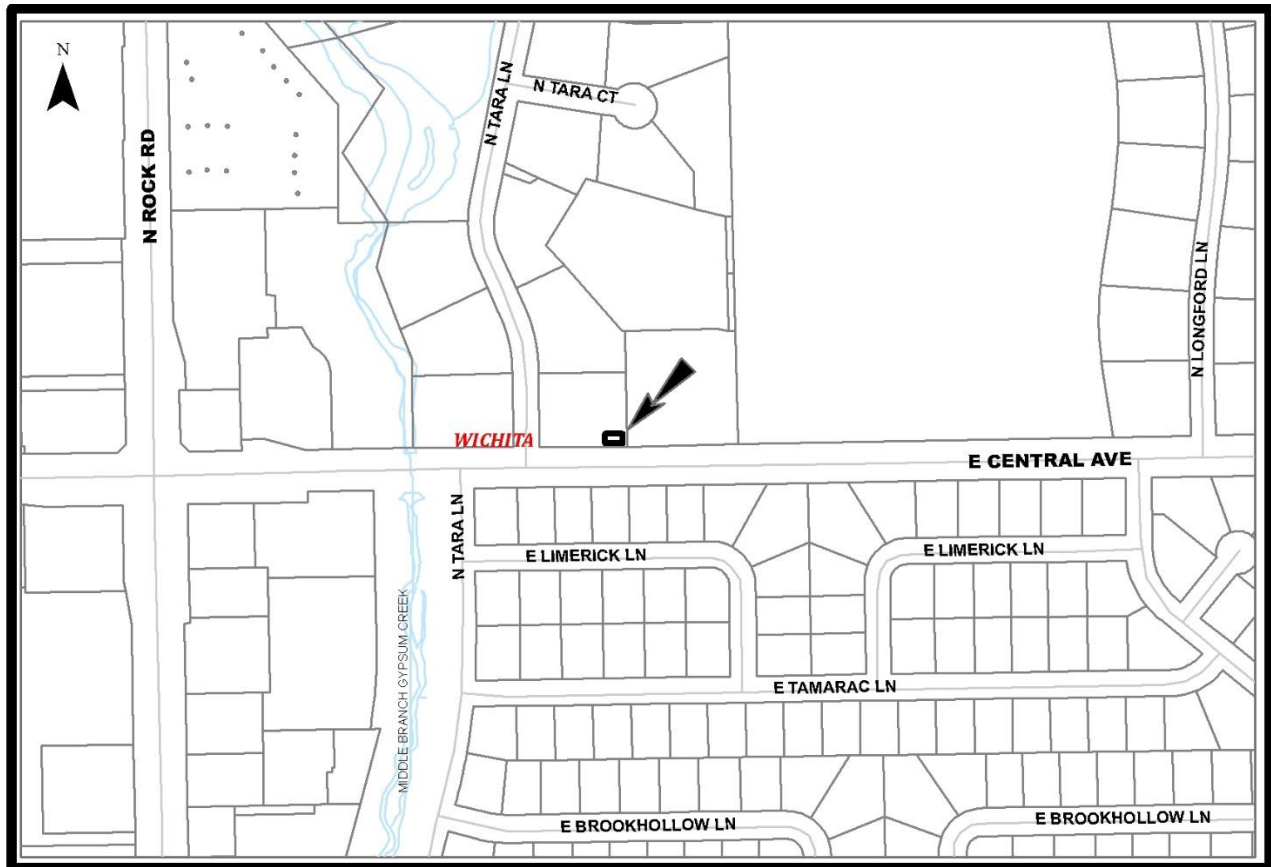 N
N TARA CT
N TARA LN
N ROCK RD
N LONGFORD LN
WICHITA
E CENTRAL AVE
N TARA LN
E LIMERICK LN
E LIMERICK LN
MIDDLE BRANCH GYPSUM CREEK
E TAMARAC LN
E BROOKHOLLOW LN
E BROOKHOLLOW LN